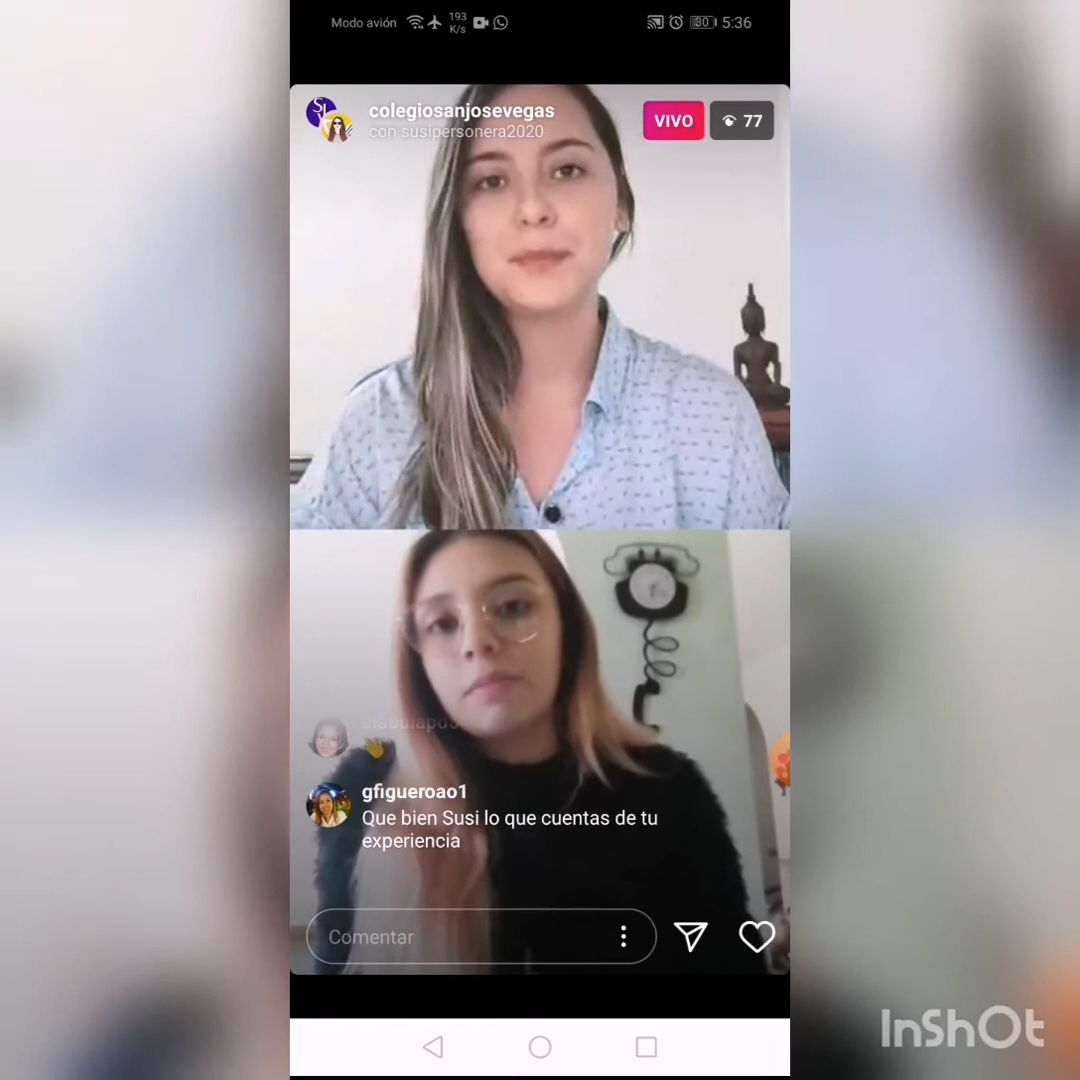 Modo avión 193 K/s 80 5:36
colegiosanjosevegas
con susipersonera2020
VIVO 77
gfigueroao1
Que bien Susi lo que cuentas de tu
experiencia
Comentar
InShOt